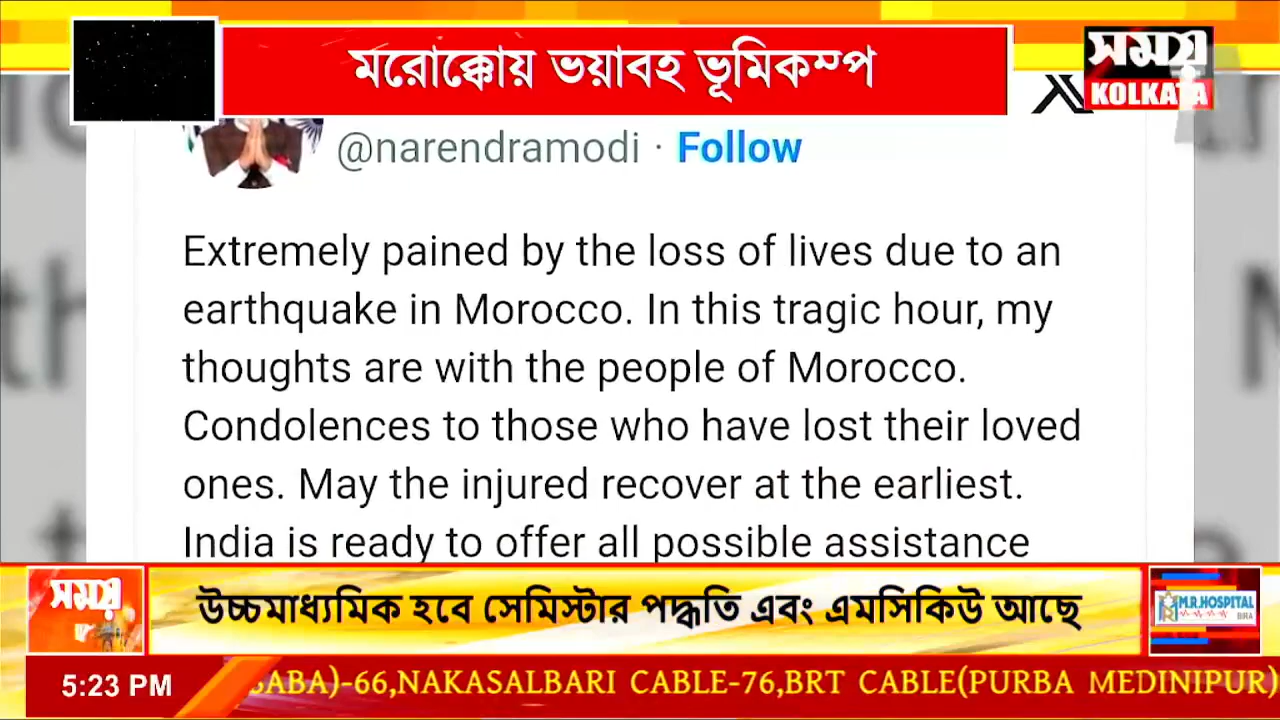 মরোক্কোয় ভয়াবহ ভূমিকম্প
সময়
KOLKATA
@narendramodi · Follow
Extremely pained by the loss of lives due to an
earthquake in Morocco. In this tragic hour, my
thoughts are with the people of Morocco.
Condolences to those who have lost their loved
ones. May the injured recover at the earliest.
India is ready to offer all possible assistance
সময়
উচ্চমাধ্যমিক হবে সেমিস্টার পদ্ধতি এবং এমসিকিউ আছে
M.R.HOSPITAL
BIRA
5:23 PM
SABA)-66,NAKASALBARI CABLE-76,BRT CABLE(PURBA MEDINIPUR)